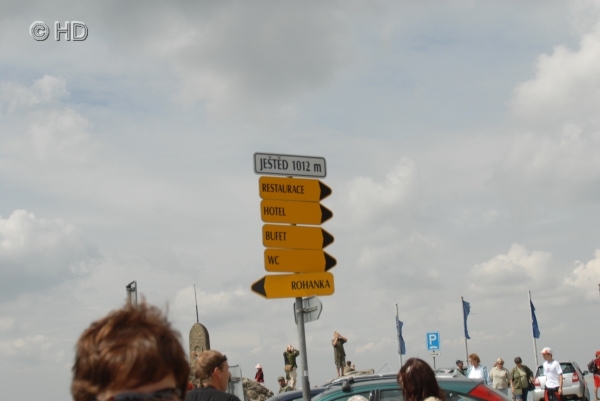 © HD
JEŠTĚD 1012 m
RESTAURACE
HOTEL
BUFET
WC
ROHANKA
P